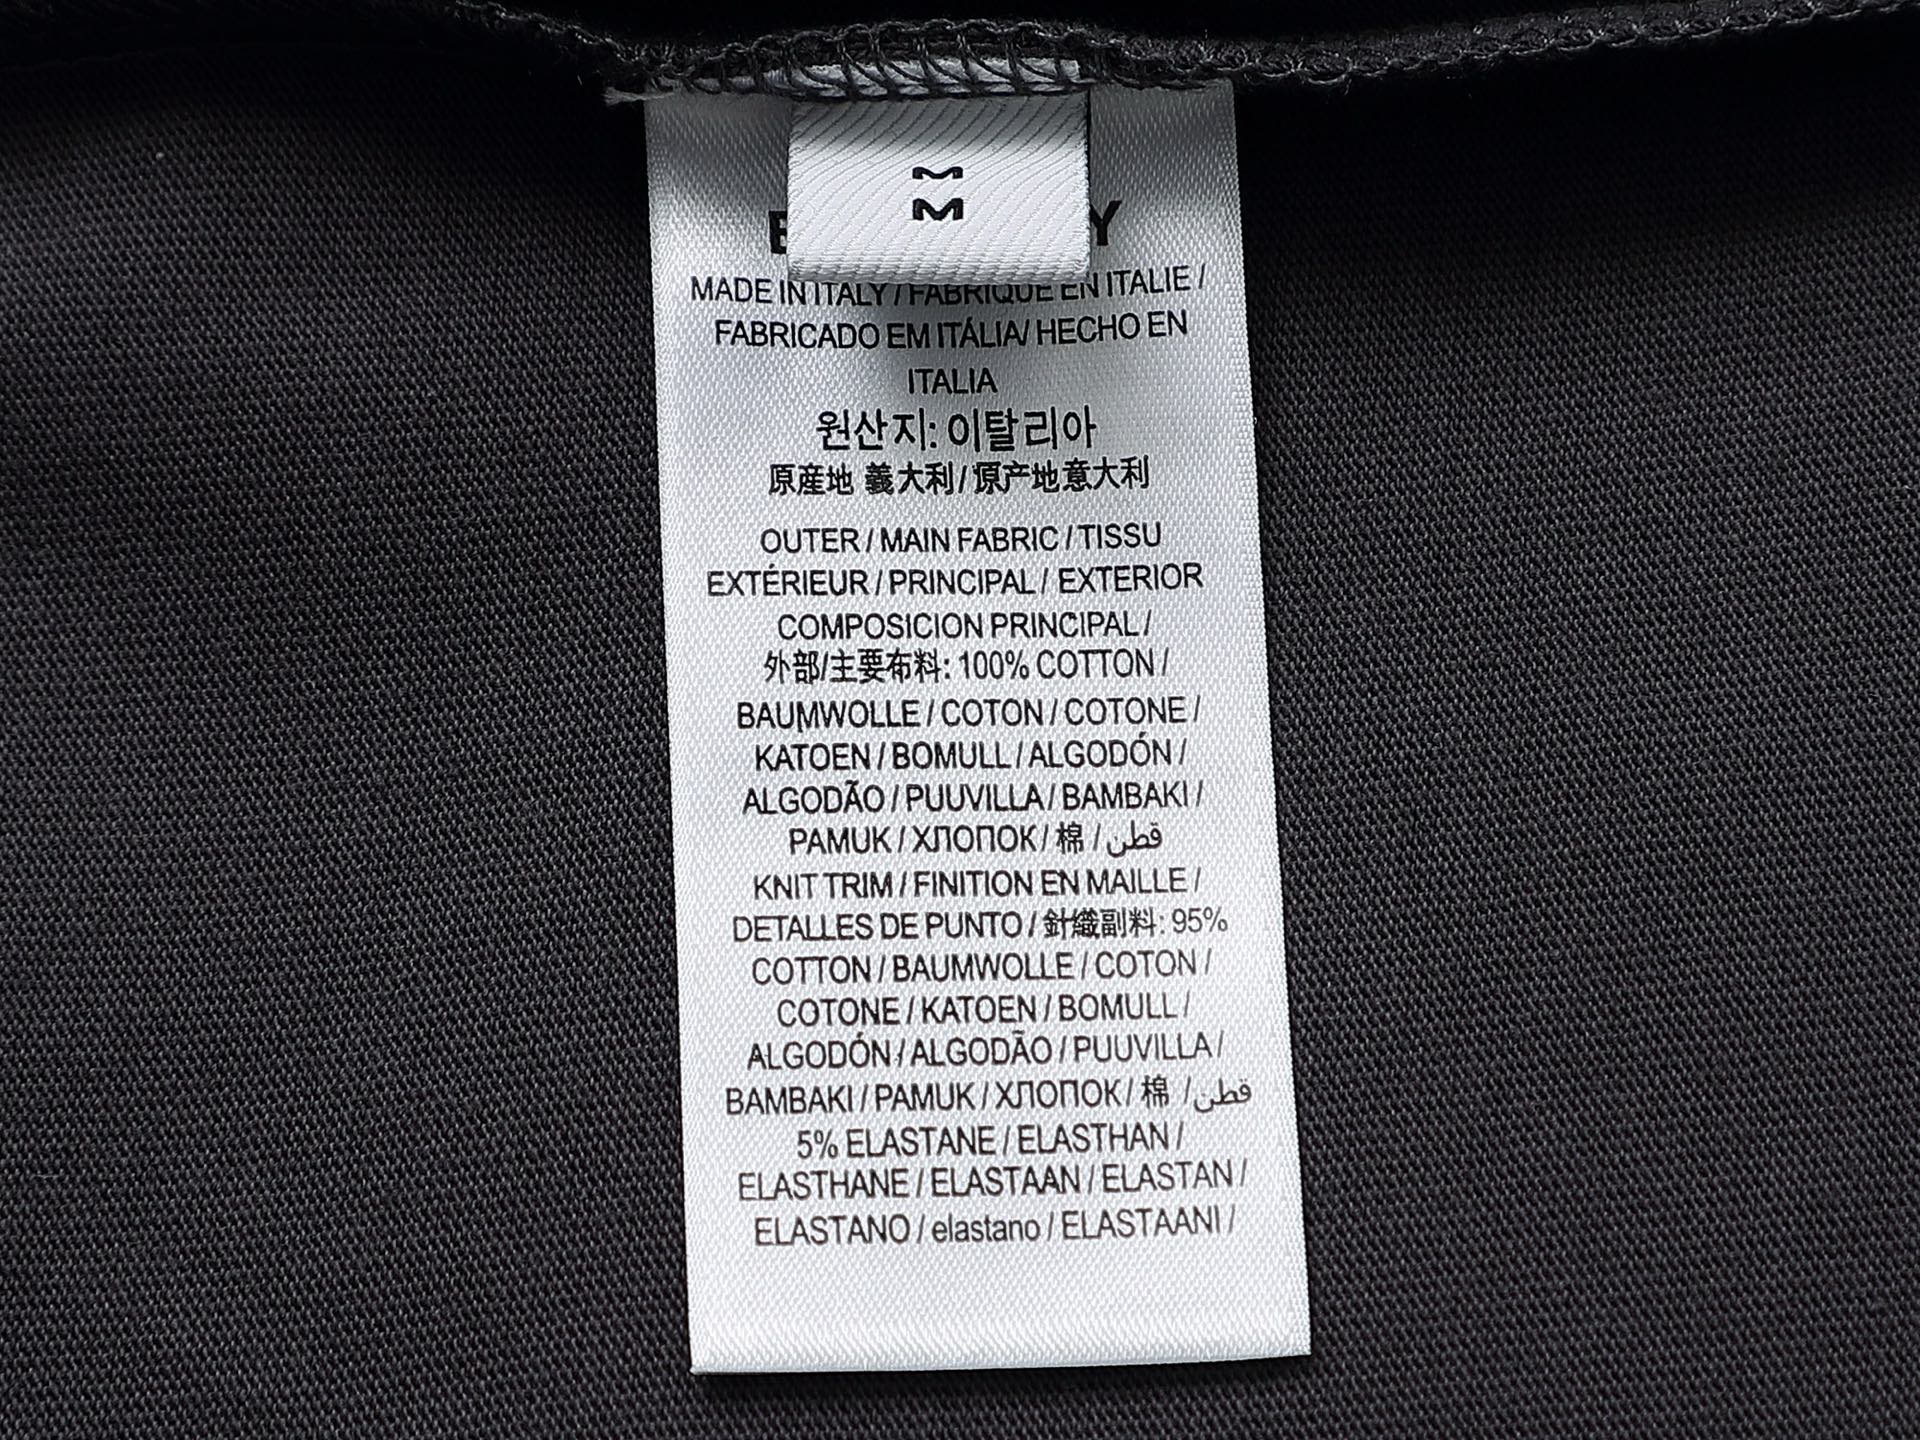 M
M
MADE IN ITALY / FABRIQUE EN ITALIE /
FABRICADO EM ITÁLIA/ HECHO EN
ITALIA
원산지: 이탈리아
原産地 義大利 / 原产地意大利
OUTER / MAIN FABRIC / TISSU
EXTÉRIEUR / PRINCIPAL / EXTERIOR
COMPOSICION PRINCIPAL /
外部/主要布料: 100% COTTON /
BAUMWOLLE / COTON / COTONE /
KATOEN / BOMULL / ALGODÓN /
ALGODÃO / PUUVILLA / BAMBAKI /
PAMUK / ХЛОПОК / 棉 / قطن
KNIT TRIM / FINITION EN MAILLE /
DETALLES DE PUNTO / 針織副料: 95%
COTTON / BAUMWOLLE / COTON /
COTONE / KATOEN / BOMULL /
ALGODÓN / ALGODÃO / PUUVILLA /
BAMBAKI / PAMUK / ХЛОПОК / 棉 / قطن
5% ELASTANE / ELASTHAN /
ELASTHANE / ELASTAAN / ELASTAN /
ELASTANO / elastano / ELASTAANI /